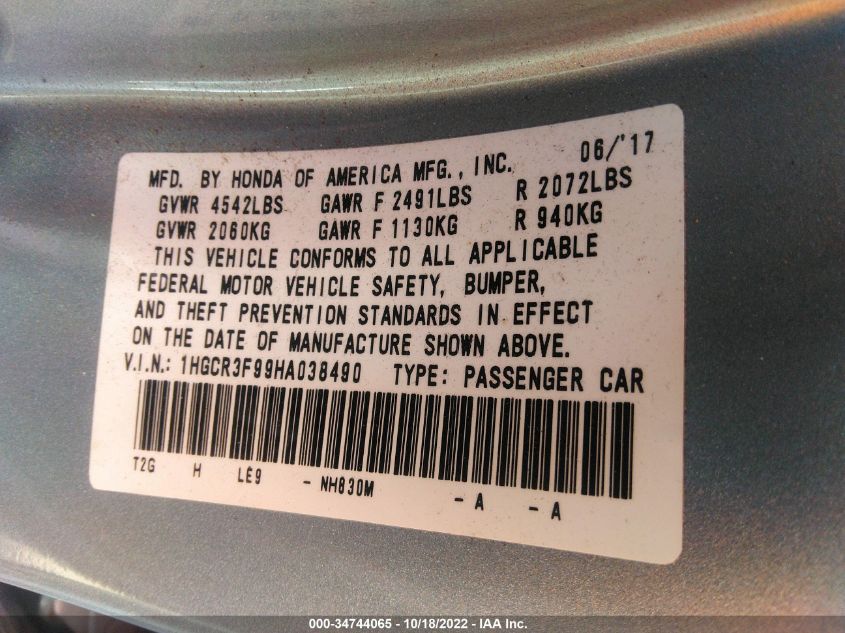 MFD. BY HONDA OF AMERICA MFG., INC. 06/'17
GVWR 4542LBS GAWR F 2491LBS R 2072LBS
GVWR 2060KG GAWR F 1130KG R 940KG
THIS VEHICLE CONFORMS TO ALL APPLICABLE
FEDERAL MOTOR VEHICLE SAFETY, BUMPER,
AND THEFT PREVENTION STANDARDS IN EFFECT
ON THE DATE OF MANUFACTURE SHOWN ABOVE.
V.I.N.: 1HGCR3F99HA038490 TYPE: PASSENGER CAR
T2G H LE9 - NH830M - A - A
000-34744065 - 10/18/2022 - IAA Inc.